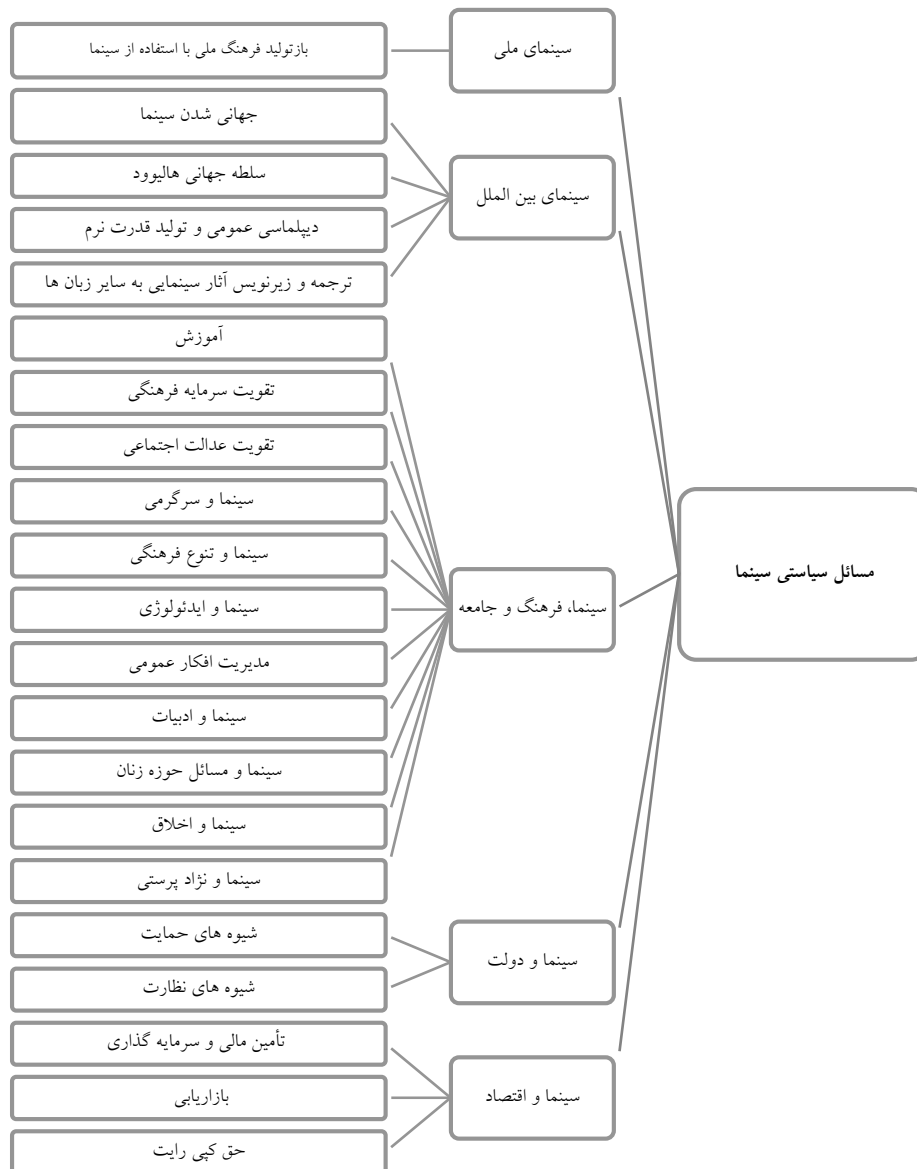 مسائل سیاستی سینما
سینمای ملی
بازتولید فرهنگ ملی با استفاده از سینما
سینمای بین الملل
جهانی شدن سینما
سلطه جهانی هالیوود
دیپلماسی عمومی و تولید قدرت نرم
ترجمه و زیرنویس آثار سینمایی به سایر زبان ها
سینما، فرهنگ و جامعه
آموزش
تقویت سرمایه فرهنگی
تقویت عدالت اجتماعی
سینما و سرگرمی
سینما و تنوع فرهنگی
سینما و ایدئولوژی
مدیریت افکار عمومی
سینما و ادبیات
سینما و مسائل حوزه زنان
سینما و اخلاق
سینما و نژاد پرستی
سینما و دولت
شیوه های حمایت
شیوه های نظارت
سینما و اقتصاد
تأمین مالی و سرمایه گذاری
بازاریابی
حق کپی رایت